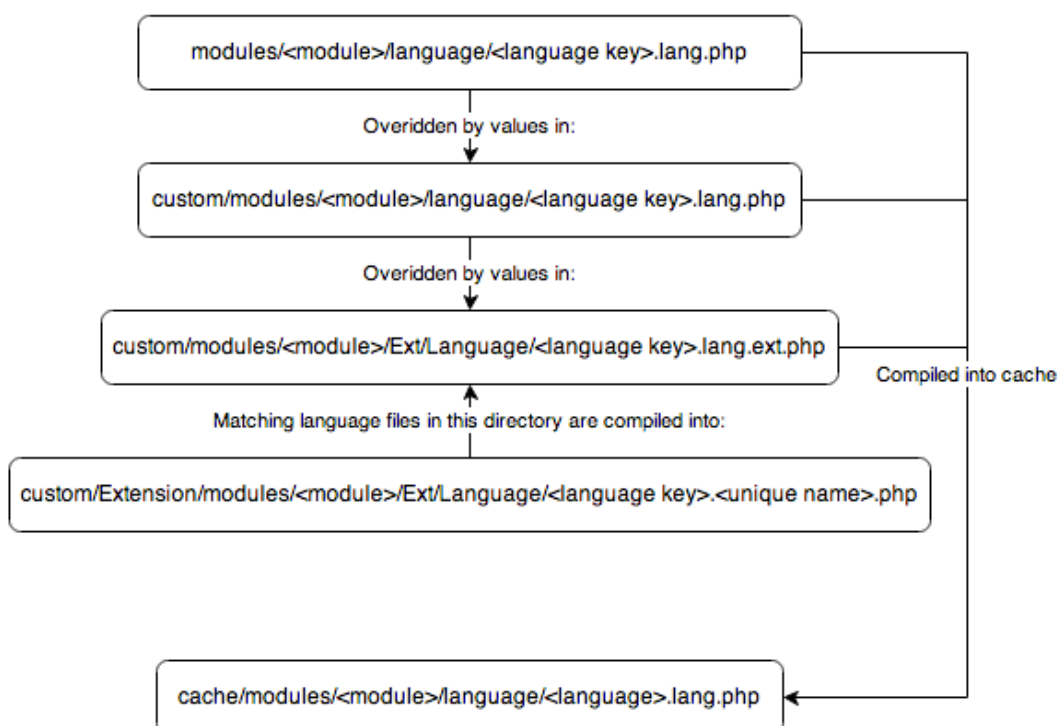 modules/<module>/language/<language key>.lang.php
Overidden by values in:
custom/modules/<module>/language/<language key>.lang.php
Overidden by values in:
custom/modules/<module>/Ext/Language/<language key>.lang.ext.php
Compiled into cache
Matching language files in this directory are compiled into:
custom/Extension/modules/<module>/Ext/Language/<language key>.<unique name>.php
cache/modules/<module>/language/<language>.lang.php